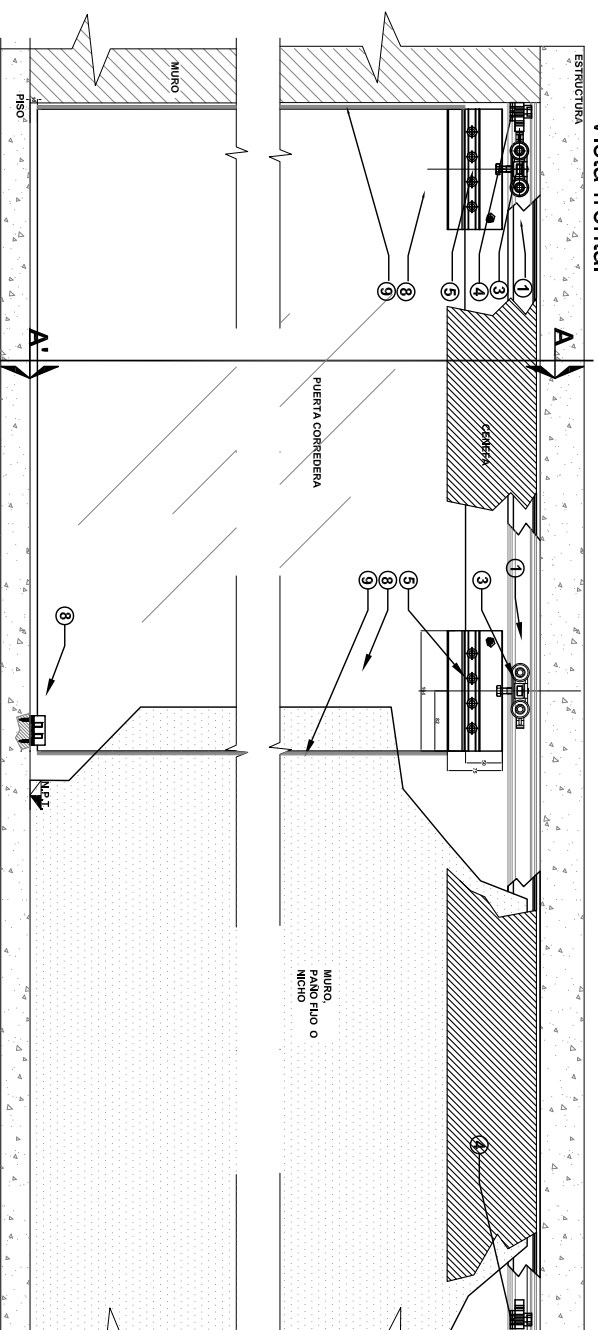 Vista frontal
ESTRUCTURA
A
1
3
4
5
8
9
CENEFA
1
3
5
8
9
4
MURO
PUERTA CORREDERA
MURO,
PAÑO FIJO O
NICHO
8
N.P.T.
A'
PISO